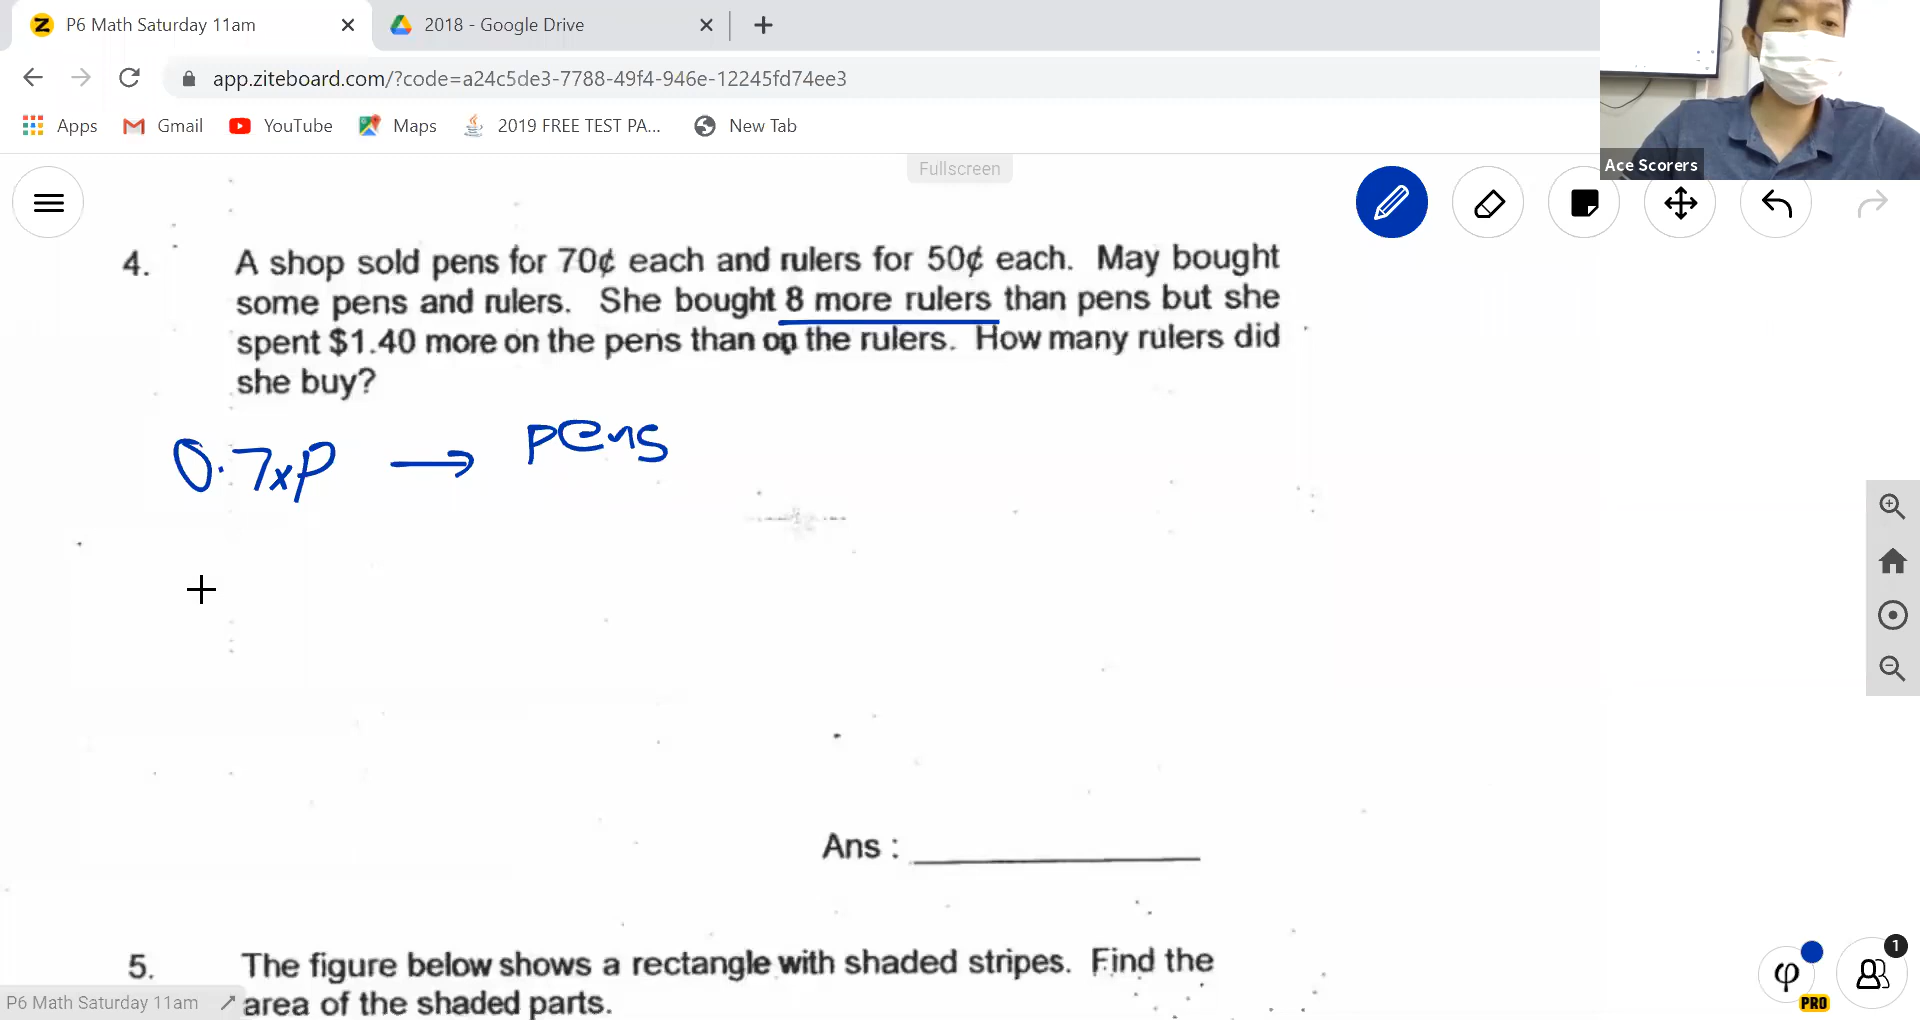 P6 Math Saturday 11am
2018 - Google Drive
app.ziteboard.com/?code=a24c5de3-7788-49f4-946e-12245fd74ee3
Apps
Gmail
YouTube
Maps
2019 FREE TEST PA...
New Tab
Ace Scorers
Fullscreen
4. A shop sold pens for 70¢ each and rulers for 50¢ each. May bought
some pens and rulers. She bought 8 more rulers than pens but she
spent $1.40 more on the pens than on the rulers. How many rulers did
she buy?
0.7xP → pens
Ans :
5. The figure below shows a rectangle with shaded stripes. Find the
area of the shaded parts.
P6 Math Saturday 11am
φ
PRO
1